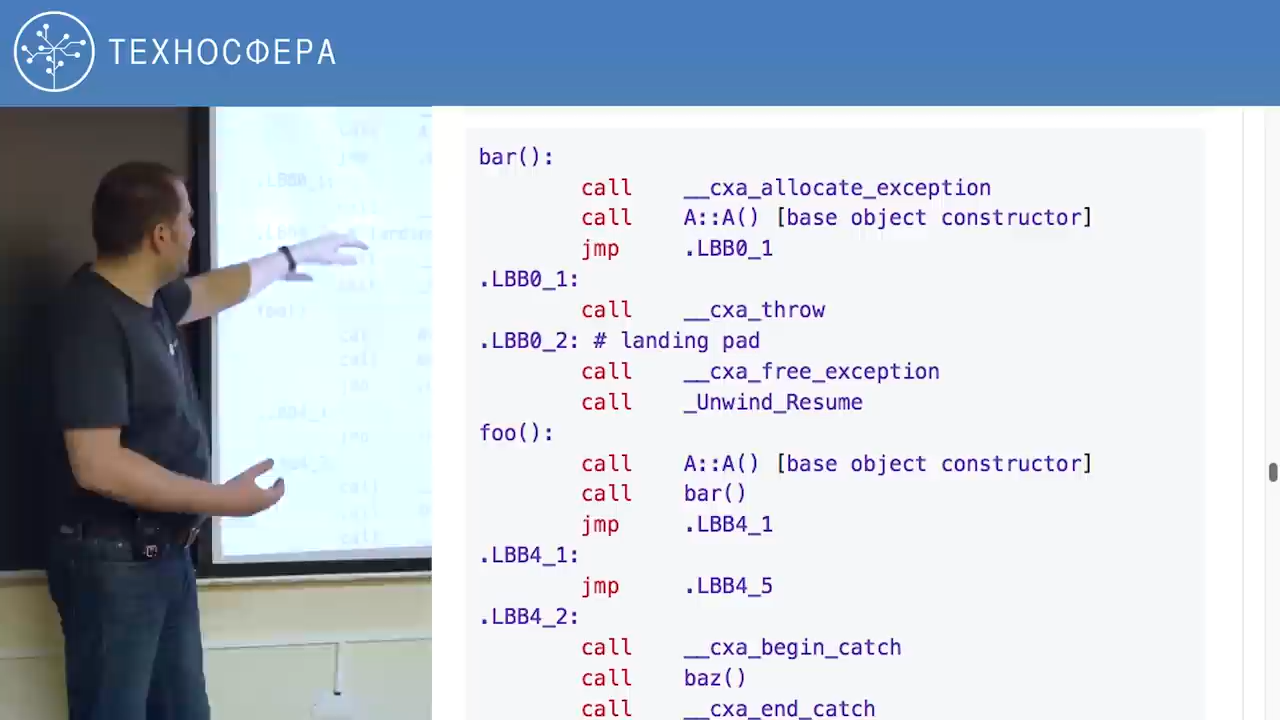 ТЕХНОСФЕРА
bar():
call __cxa_allocate_exception
call A::A() [base object constructor]
jmp .LBB0_1
.LBB0_1:
call __cxa_throw
.LBB0_2: # landing pad
call __cxa_free_exception
call _Unwind_Resume
foo():
call A::A() [base object constructor]
call bar()
jmp .LBB4_1
.LBB4_1:
jmp .LBB4_5
.LBB4_2:
call __cxa_begin_catch
call baz()
call __cxa_end_catch